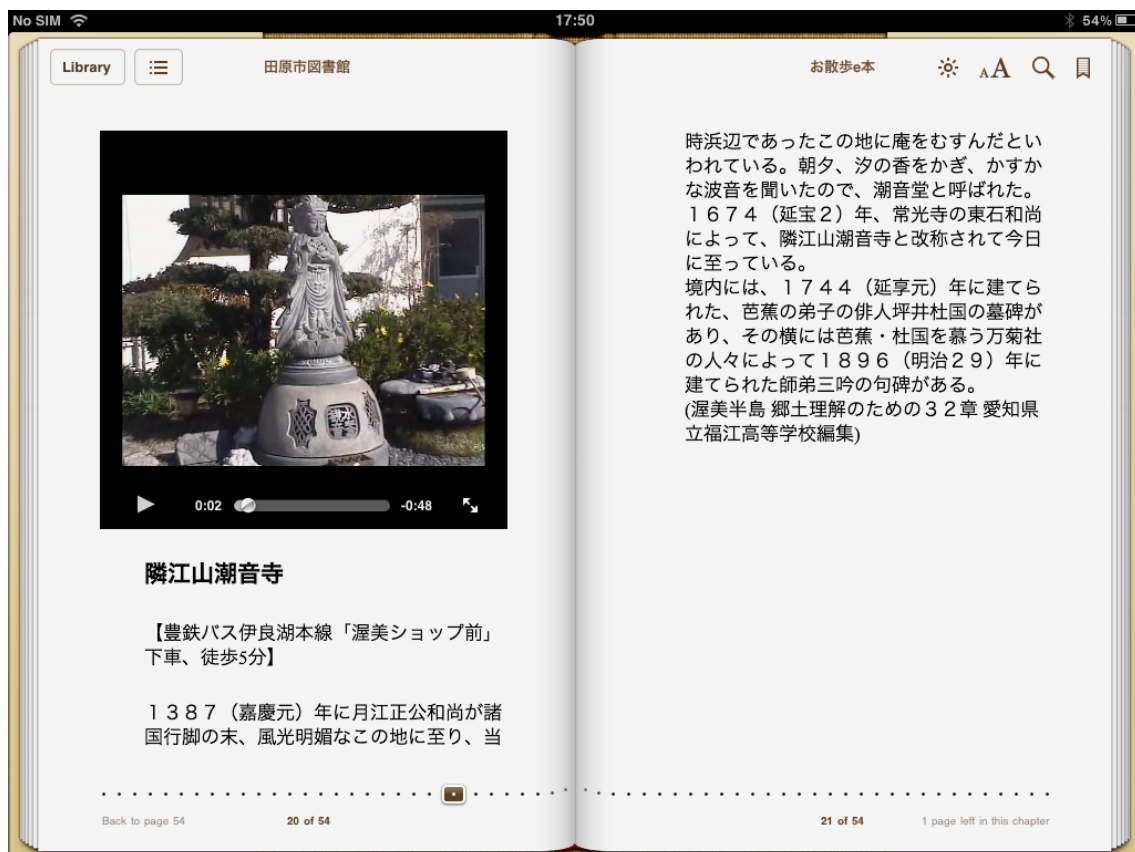 No SIM 17:50 54%
Library 田原市図書館 お散歩e本 AA
0:02 -0:48
隣江山潮音寺
【豊鉄バス伊良湖本線「渥美ショップ前」
下車、徒歩5分】
１３８７（嘉慶元）年に月江正公和尚が諸
国行脚の末、風光明媚なこの地に至り、当
Back to page 54 20 of 54
時浜辺であったこの地に庵をむすんだとい
われている。朝夕、汐の香をかぎ、かすか
な波音を聞いたので、潮音堂と呼ばれた。
１６７４（延宝２）年、常光寺の東石和尚
によって、隣江山潮音寺と改称されて今日
に至っている。
境内には、１７４４（延享元）年に建てら
れた、芭蕉の弟子の俳人坪井杜国の墓碑が
あり、その横には芭蕉・杜国を慕う万菊社
の人々によって１８９６（明治２９）年に
建てられた師弟三吟の句碑がある。
(渥美半島 郷土理解のための３２章 愛知県
立福江高等学校編集)
21 of 54 1 page left in this chapter